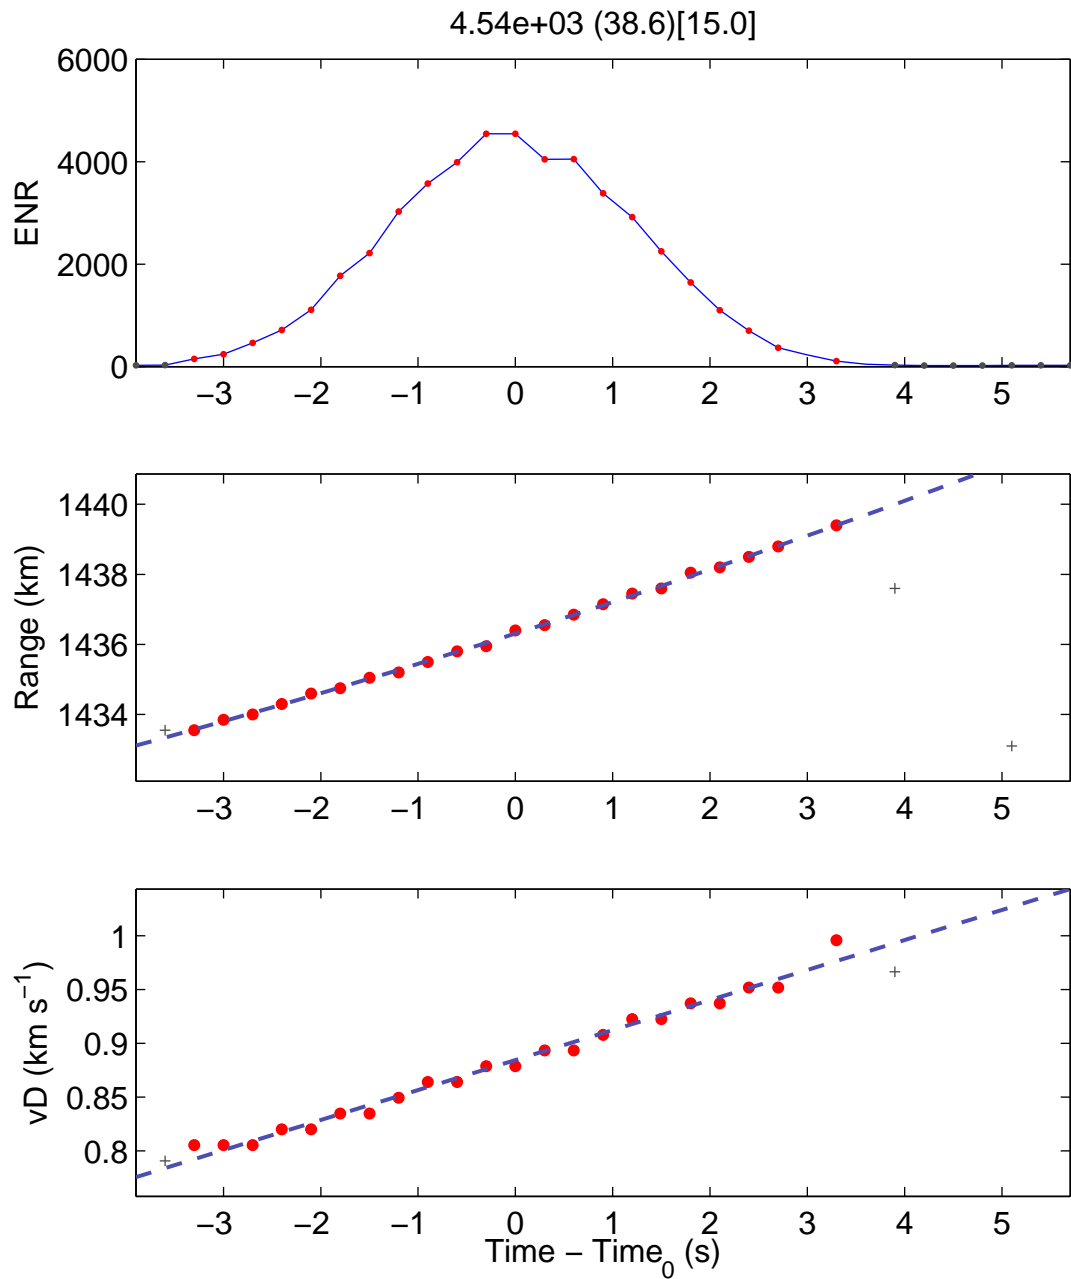 4.54e+03 (38.6)[15.0]
6000
4000
2000
0
ENR
−3 −2 −1 0 1 2 3 4 5
1440
1438
1436
1434
Range (km)
−3 −2 −1 0 1 2 3 4 5
1
0.95
0.9
0.85
0.8
vD (km s⁻¹)
−3 −2 −1 0 1 2 3 4 5
Time − Time₀ (s)